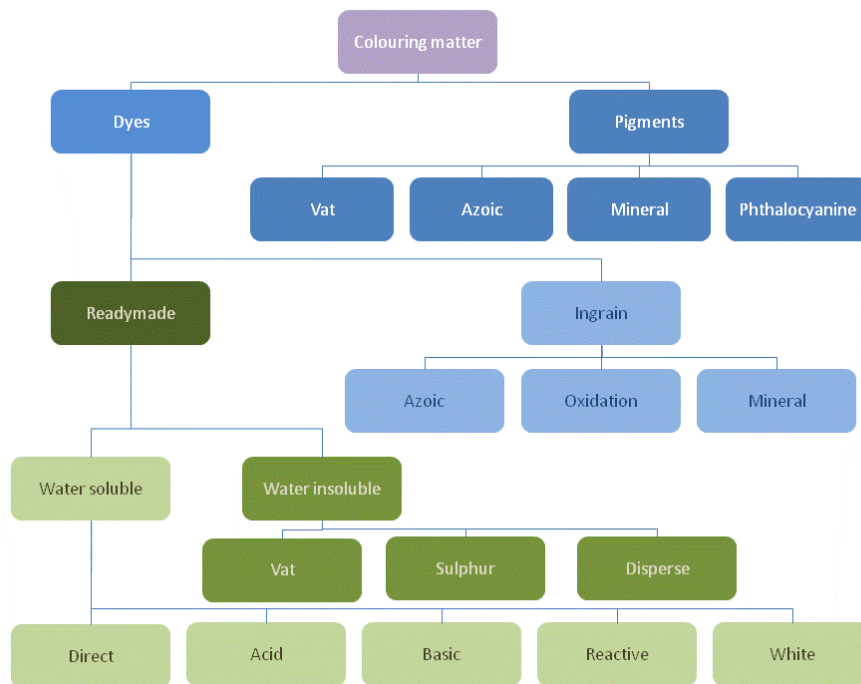 Colouring matter
Dyes
Pigments
Vat
Azoic
Mineral
Phthalocyanine
Readymade
Ingrain
Azoic
Oxidation
Mineral
Water soluble
Water insoluble
Vat
Sulphur
Disperse
Direct
Acid
Basic
Reactive
White